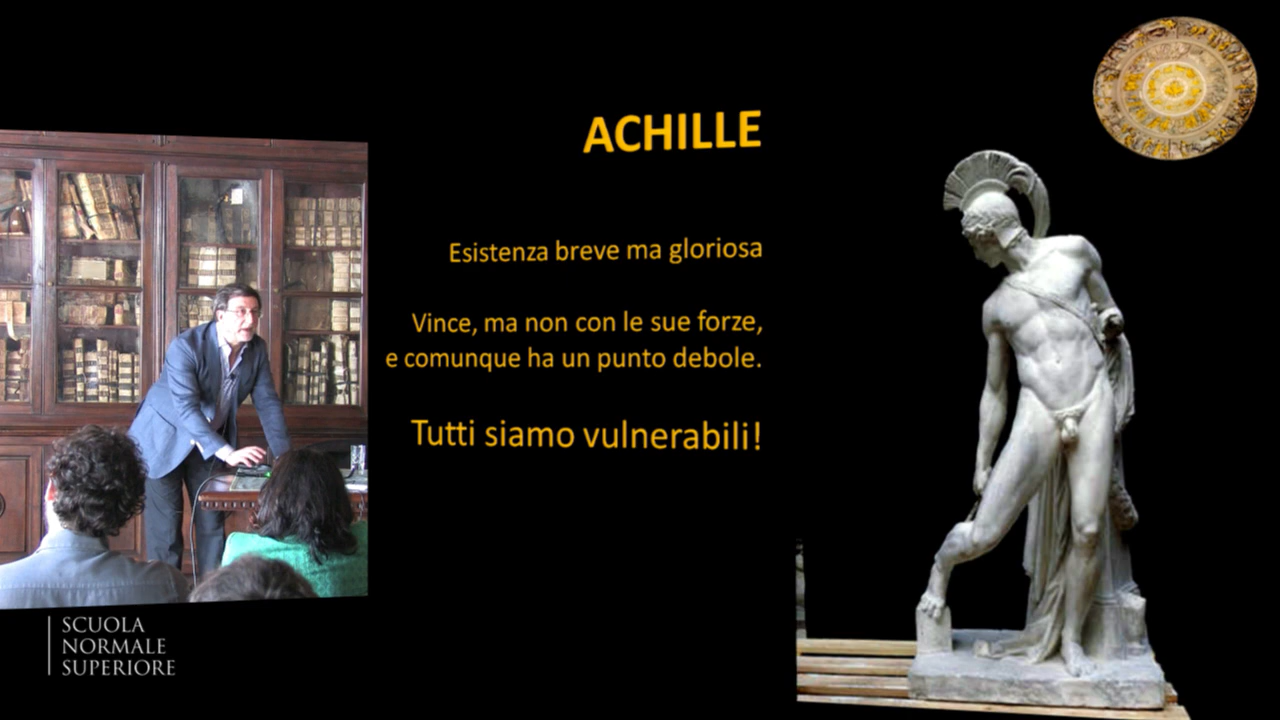 ACHILLE
Esistenza breve ma gloriosa
Vince, ma non con le sue forze,
e comunque ha un punto debole.
Tutti siamo vulnerabili!
SCUOLA
NORMALE
SUPERIORE